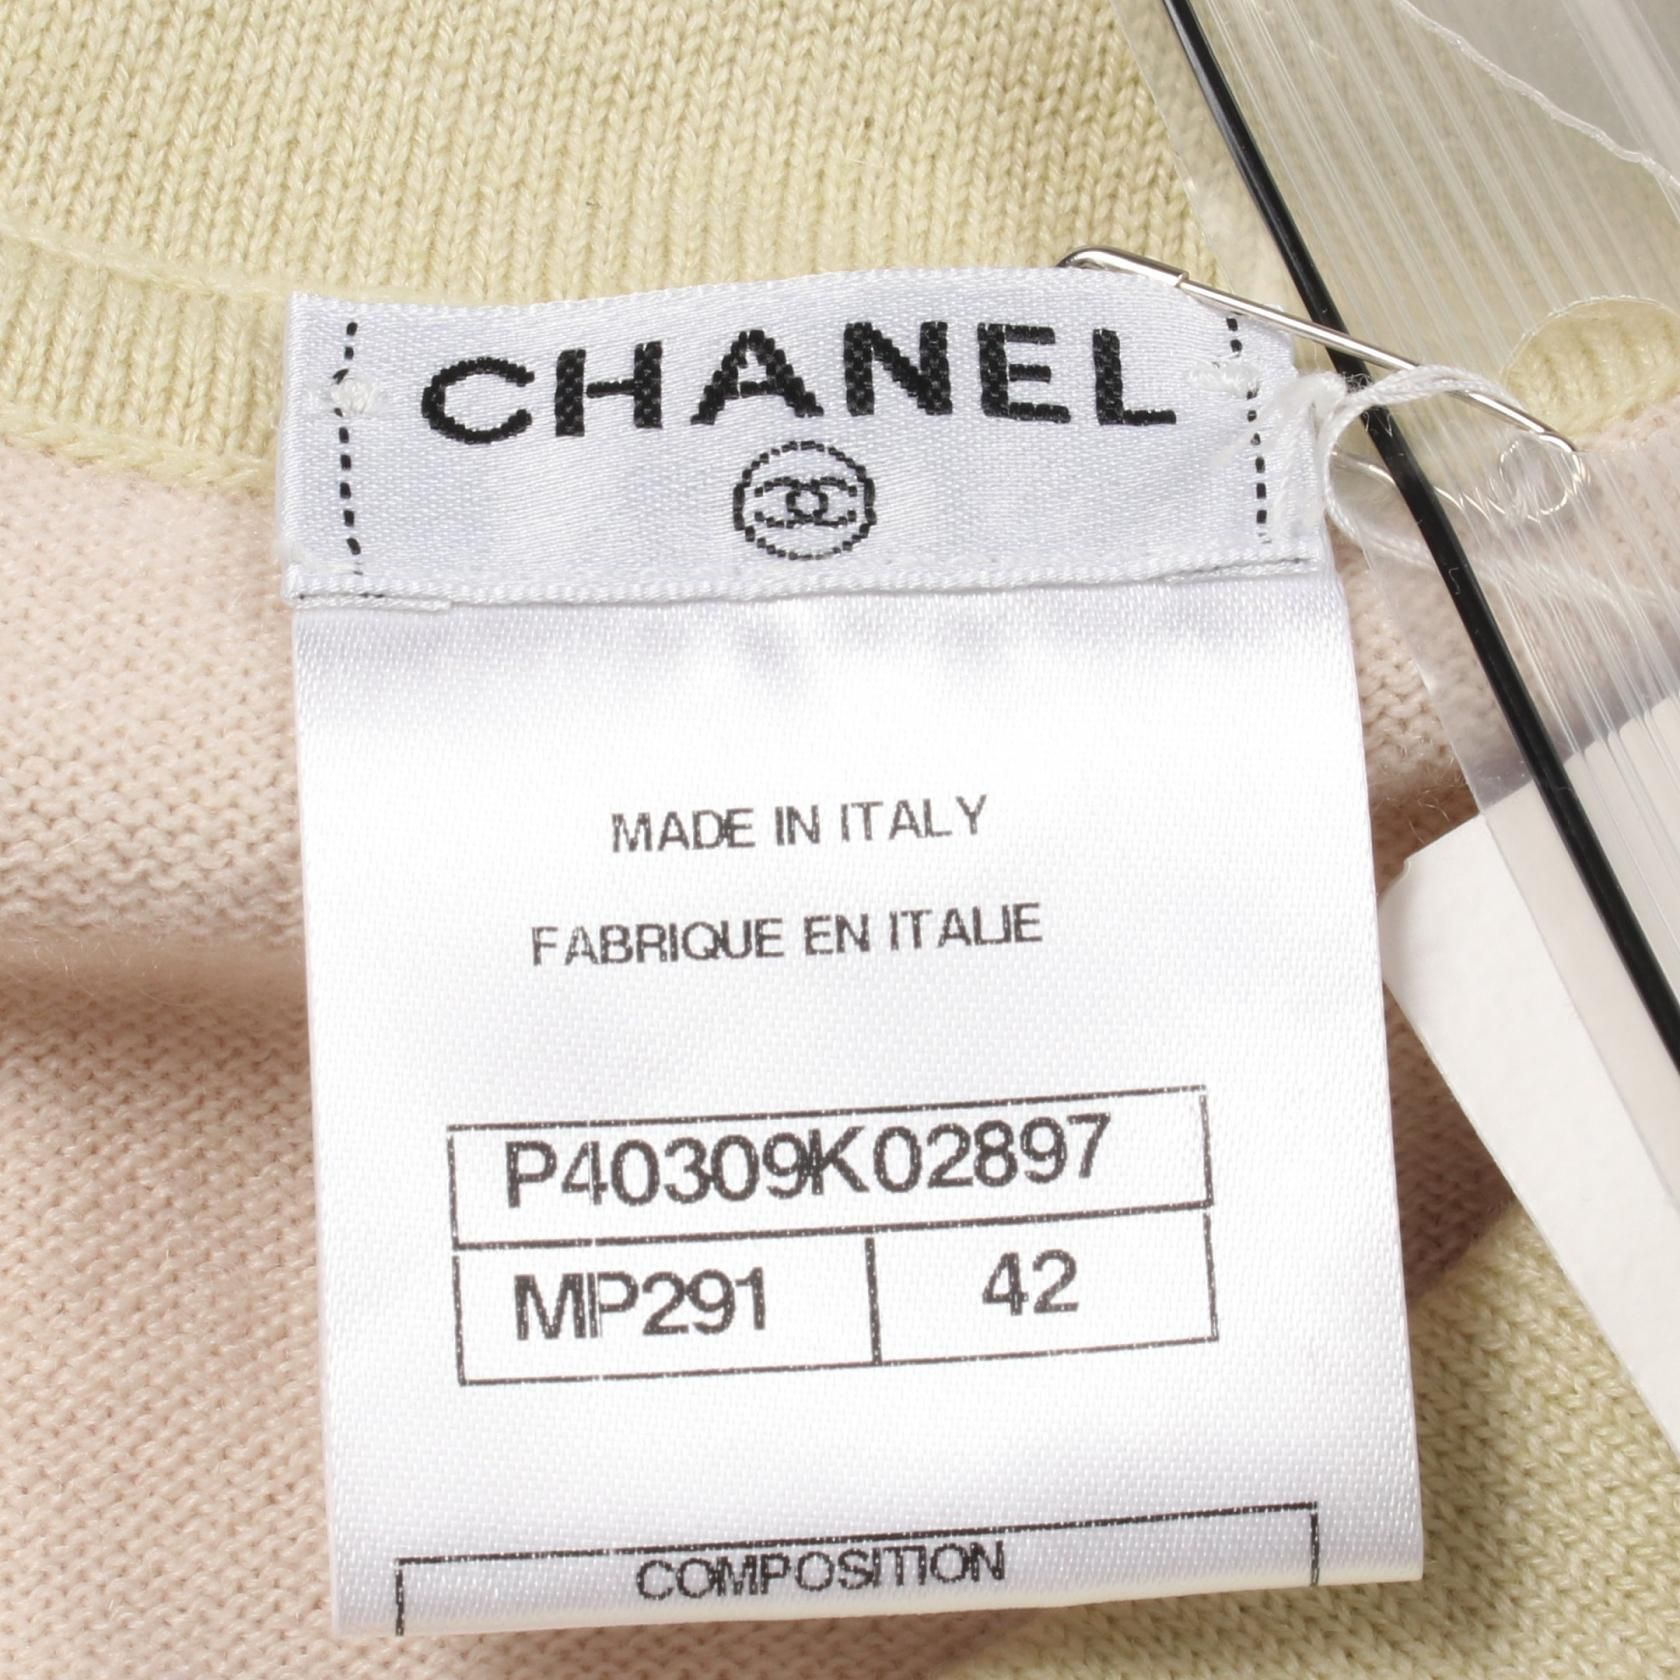 CHANEL
MADE IN ITALY
FABRIQUE EN ITALIE
P40309K02897
MP291 42
COMPOSITION